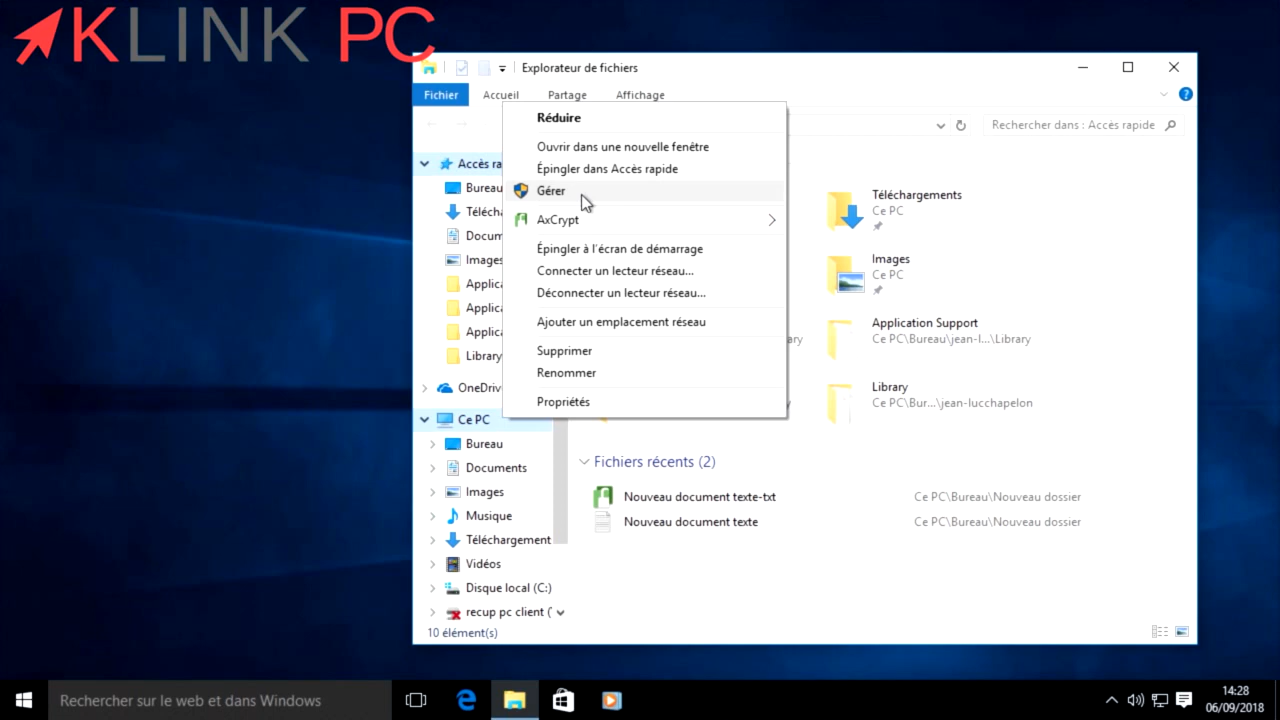 KLINK PC
Explorateur de fichiers
Fichier Accueil Partage Affichage
Rechercher dans : Accès rapide
Réduire
Ouvrir dans une nouvelle fenêtre
Épingler dans Accès rapide
Gérer
AxCrypt
Épingler à l'écran de démarrage
Connecter un lecteur réseau...
Déconnecter un lecteur réseau...
Ajouter un emplacement réseau
Supprimer
Renommer
Propriétés
Accès ra
Bureau
Téléch
Docum
Images
Applica
Applica
Applica
Library
OneDriv
Ce PC
Bureau
Documents
Images
Musique
Téléchargement
Vidéos
Disque local (C:)
recup pc client (
10 élément(s)
Téléchargements
Ce PC
Images
Ce PC
Application Support
Ce PC\Bureau\jean-l...\Library
ary
Library
Ce PC\Bur...\jean-lucchapelon
Fichiers récents (2)
Nouveau document texte-txt Ce PC\Bureau\Nouveau dossier
Nouveau document texte Ce PC\Bureau\Nouveau dossier
Rechercher sur le web et dans Windows
14:28
06/09/2018